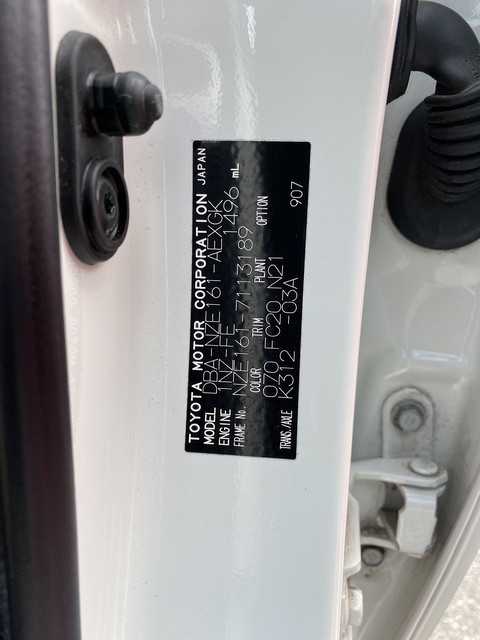 TOYOTA MOTOR CORPORATION JAPAN
MODEL DBA-NZE161-AEXGK
ENGINE 1NZ-FE 1496 mL
FRAME No. NZE161-7113189
COLOR TRIM PLANT OPTION
070 FC20 N21
TRANS./AXLE K312 -03A 907